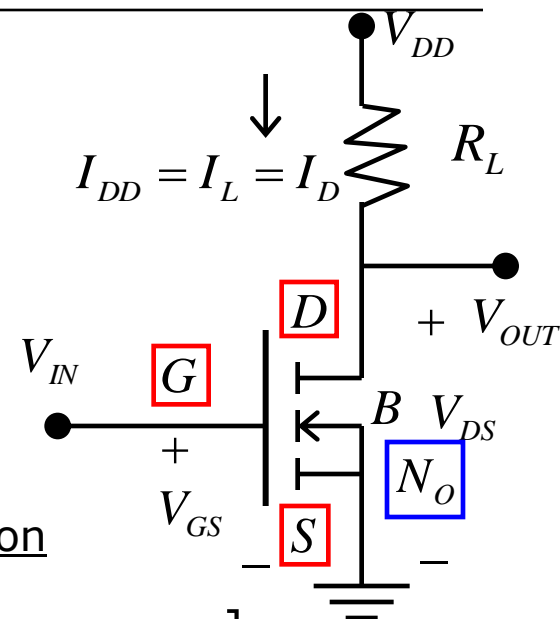 V_DD
R_L
I_DD = I_L = I_D
D
+ V_OUT
V_IN
G
B V_DS
+
N_O
V_GS
S
on
− −